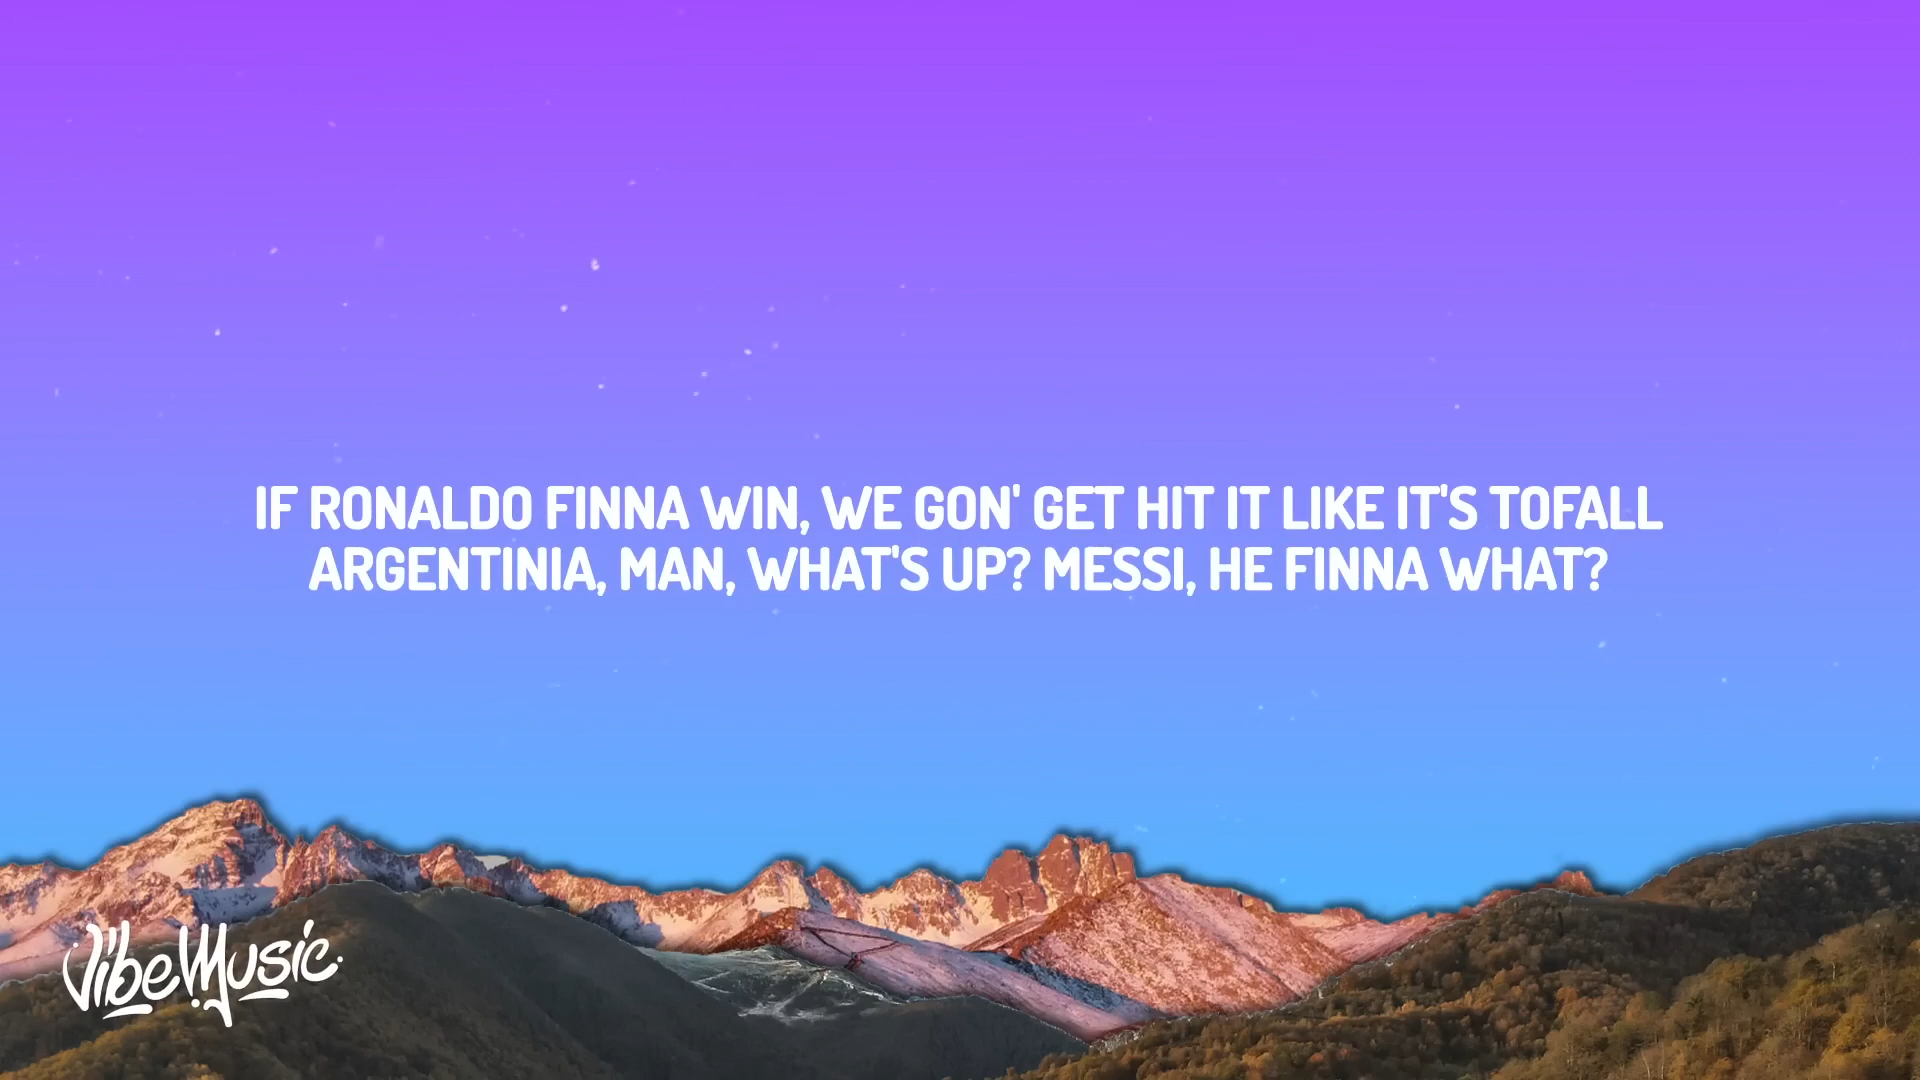 IF RONALDO FINNA WIN, WE GON' GET HIT IT LIKE IT'S TOFALL
ARGENTINIA, MAN, WHAT'S UP? MESSI, HE FINNA WHAT?
VibeMusic